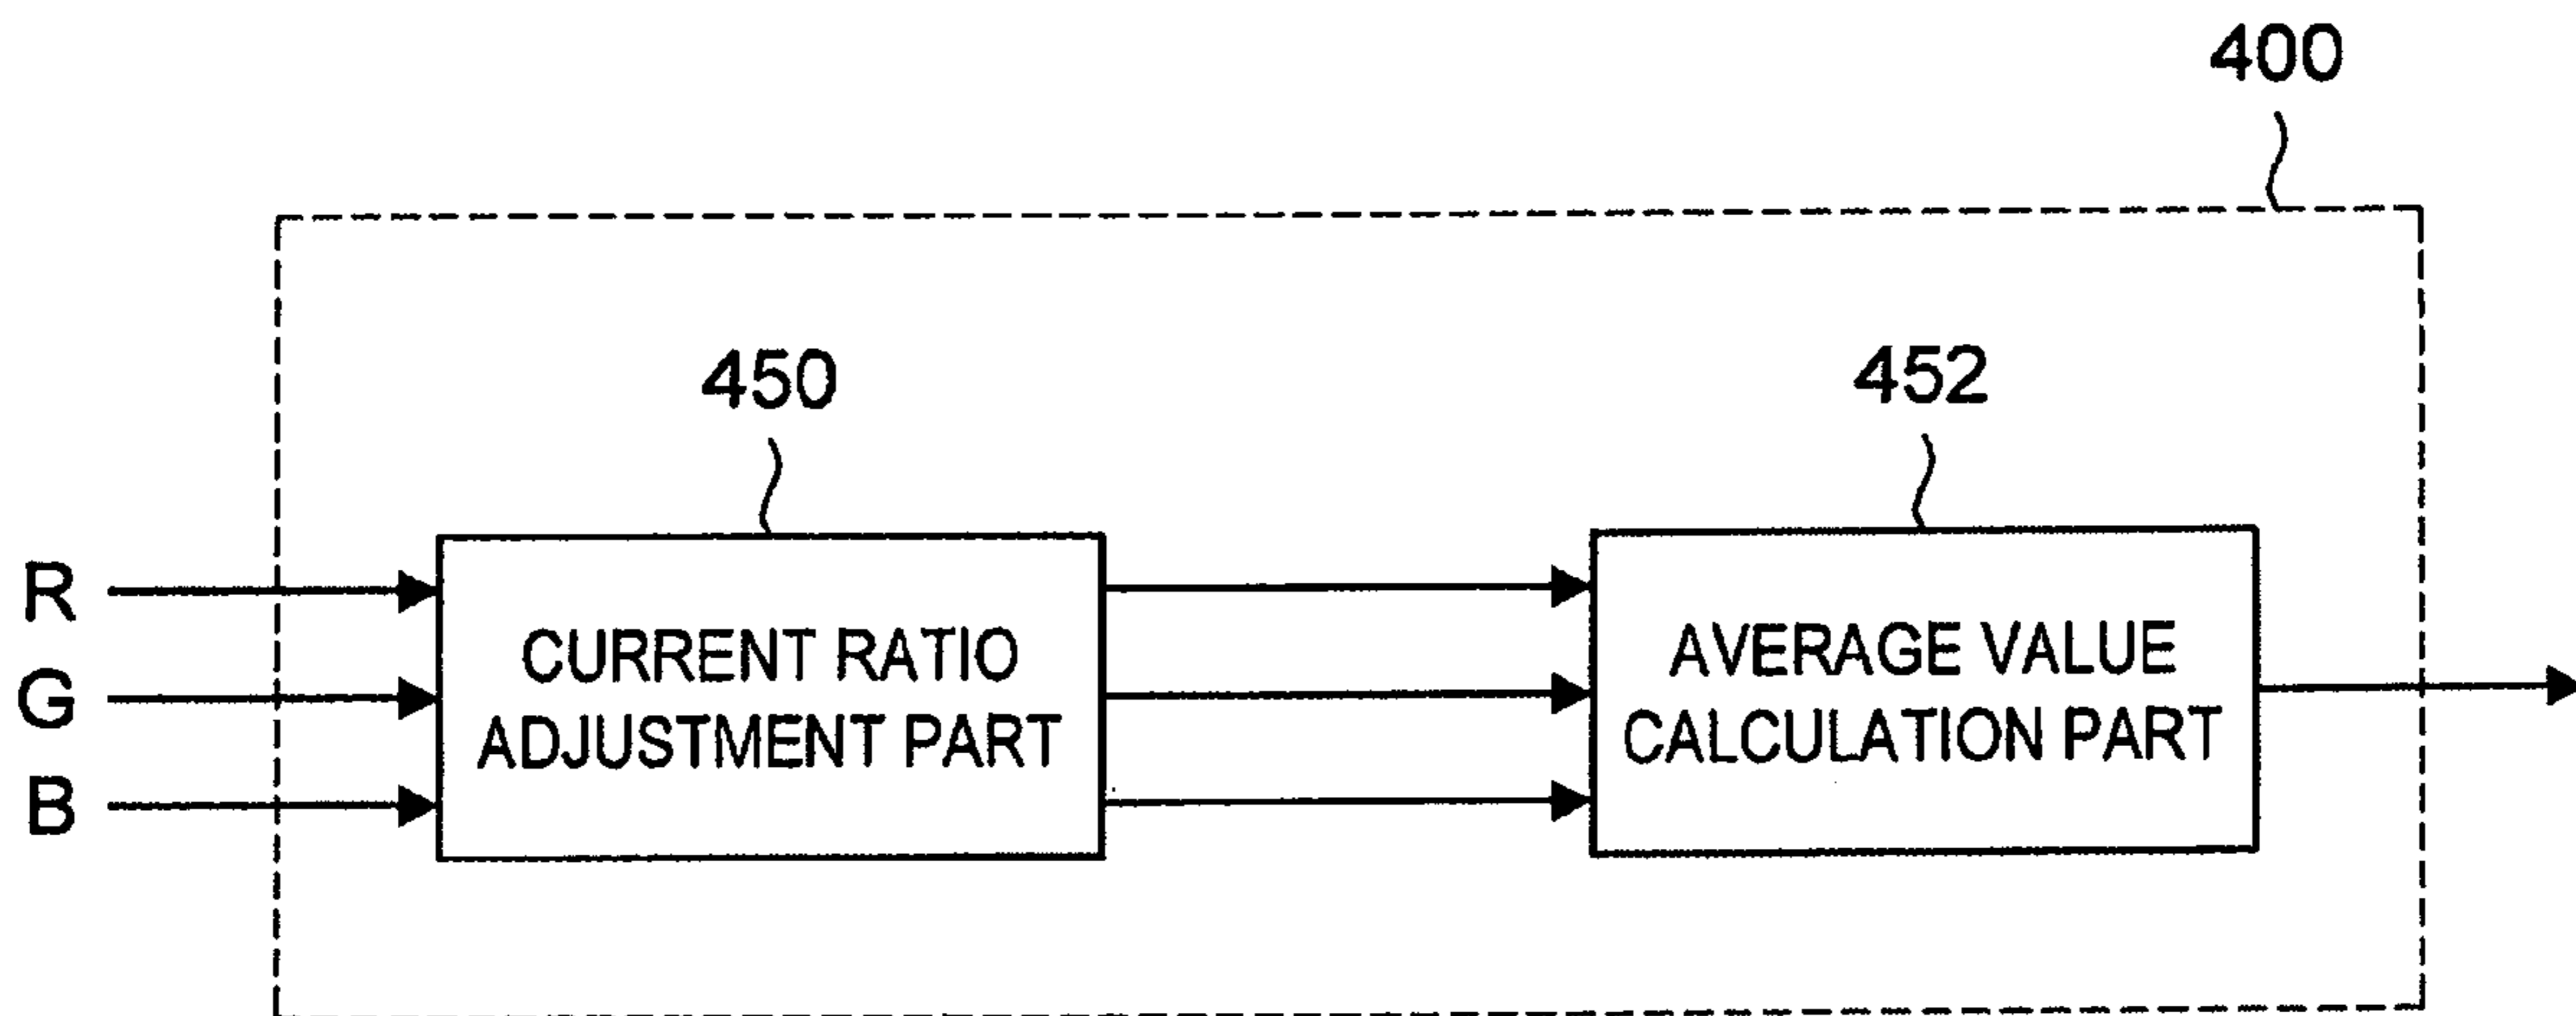 400
450
452
R
G
B
CURRENT RATIO
ADJUSTMENT PART
AVERAGE VALUE
CALCULATION PART